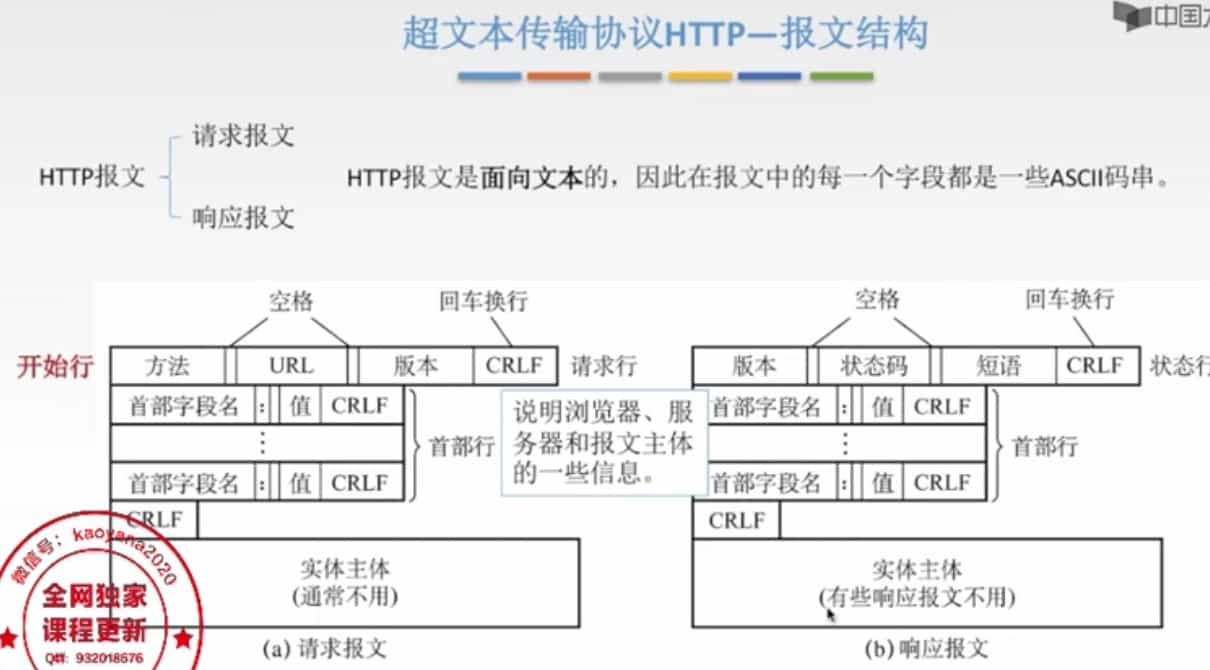 超文本传输协议HTTP—报文结构
中国
请求报文
HTTP报文
HTTP报文是面向文本的，因此在报文中的每一个字段都是一些ASCII码串。
响应报文
空格 回车换行
开始行 方法 URL 版本 CRLF 请求行
首部字段名 : 值 CRLF
⋮
首部行
首部字段名 : 值 CRLF
CRLF
实体主体
(通常不用)
(a) 请求报文
说明浏览器、服
务器和报文主体
的一些信息。
空格 回车换行
版本 状态码 短语 CRLF 状态行
首部字段名 : 值 CRLF
⋮
首部行
首部字段名 : 值 CRLF
CRLF
实体主体
(有些响应报文不用)
(b) 响应报文
微信号：kaoyana2020
全网独家
课程更新
QQ群: 932018676